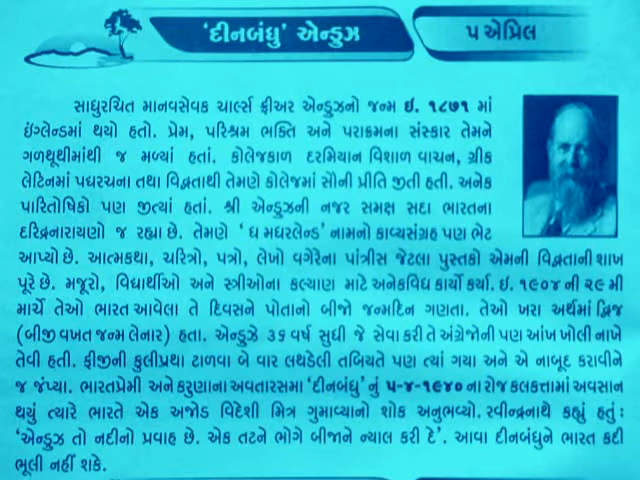 ‘દીનબંધુ’ એન્ડ્રુઝ
૫ એપ્રિલ
સાધુરચિત માનવસેવક ચાર્લ્સ ફ્રીઅર એન્ડ્રુઝનો જન્મ ઇ. ૧૮૭૧ માં
ઇંગ્લેન્ડમાં થયો હતો. પ્રેમ, પરિશ્રમ ભક્તિ અને પરાક્રમના સંસ્કાર તેમને
ગળથૂથીમાંથી જ મળ્યાં હતાં. કોલેજકાળ દરમિયાન વિશાળ વાચન, ગ્રીક
લેટિનમાં પદ્યરચના તથા વિદ્વતાથી તેમણે કોલેજમાં સૌની પ્રીતિ જીતી હતી. અનેક
પારિતોષિકો પણ જીત્યાં હતાં. શ્રી એન્ડ્રુઝની નજર સમક્ષ સદા ભારતના
દરિદ્રનારાયણો જ રહ્યા છે. તેમણે ‘ ધ મધરલેન્ડ’ નામનો કાવ્યસંગ્રહ પણ ભેટ
આપ્યો છે. આત્મકથા, ચરિત્રો, પત્રો, લેખો વગેરેના પાંત્રીસ જેટલા પુસ્તકો એમની વિદ્વતાની શાખ
પૂરે છે. મજૂરો, વિદ્યાર્થીઓ અને સ્ત્રીઓના કલ્યાણ માટે અનેકવિધ કાર્યો કર્યા. ઇ. ૧૯૦૪ ની ૨૯ મી
માર્ચે તેઓ ભારત આવેલા તે દિવસને પોતાનો બીજો જન્મદિન ગણતા. તેઓ ખરા અર્થમાં દ્વિજ
(બીજી વખત જન્મ લેનાર) હતા. એન્ડ્રુઝે ૩૬ વર્ષ સુધી જે સેવા કરી તે અંગ્રેજોની પણ આંખ ખોલી નાખે
તેવી હતી. ફીજીની કુલીપ્રથા ટાળવા બે વાર લથડેલી તબિયતે પણ ત્યાં ગયા અને એ નાબૂદ કરાવીને
જ જંપ્યા. ભારતપ્રેમી અને કરુણાના અવતારસમા ‘દીનબંધુ’ નું ૫-૪-૧૯૪૦ ના રોજ કલકત્તામાં અવસાન
થયું ત્યારે ભારતે એક અજોડ વિદેશી મિત્ર ગુમાવ્યાનો શોક અનુભવ્યો. રવીન્દ્રનાથે કહ્યું હતું :
‘એન્ડ્રુઝ તો નદીનો પ્રવાહ છે. એક તટને ભોગે બીજાને ન્યાલ કરી દે’. આવા દીનબંધુને ભારત કદી
ભૂલી નહીં શકે.